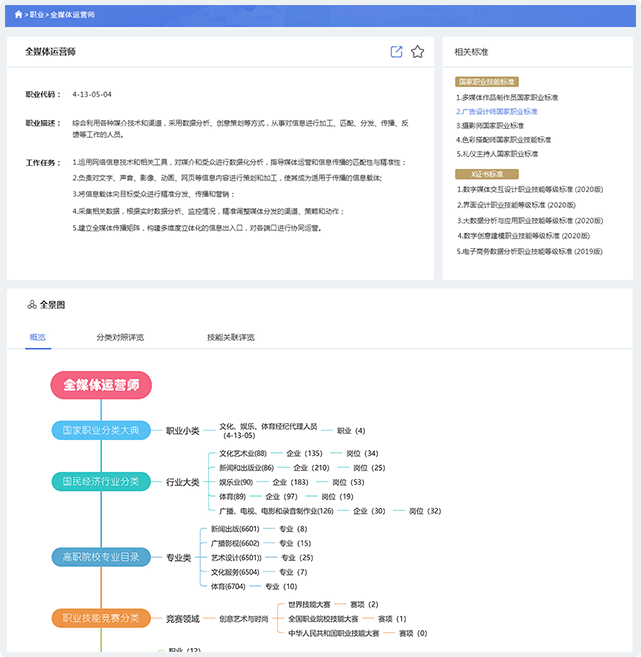 > 职业 > 全媒体运营师
全媒体运营师
职业代码： 4-13-05-04
职业描述： 综合利用各种媒介技术和渠道，采用数据分析、创意策划等方式，从事对信息进行加工、匹配、分发、传播、反
馈等工作的人员。
工作任务： 1.运用网络信息技术和相关工具，对媒介和受众进行数据化分析，指导媒体运营和信息传播的匹配性与精准性；
2.负责对文字、声音、影像、动画、网页等信息内容进行策划和加工，使其成为适用于传播的信息载体;
3.将信息载体向目标受众进行精准分发、传播和营销；
4.采集相关数据，根据实时数据分析、监控情况，精准调整媒体分发的渠道、策略和动作；
5.建立全媒体传播矩阵，构建多维度立体化的信息出入口，对各端口进行协同运营。
相关标准
国家职业技能标准
1.多媒体作品制作员国家职业标准
2.广告设计师国家职业标准
3.摄影师国家职业标准
4.色彩搭配师国家职业技能标准
5.礼仪主持人国家职业标准
X证书标准
1.数字媒体交互设计职业技能等级标准 (2020版)
2.界面设计职业技能等级标准 (2020版)
3.大数据分析与应用职业技能等级标准 (2020版)
4.数字创意建模职业技能等级标准 (2020版)
5.电子商务数据分析职业技能等级标准 (2019版)
全景图
概览 分类对照详览 技能关联详览
全媒体运营师
国家职业分类大典 职业小类 文化、娱乐、体育经纪代理人员 职业（4)
(4-13-05)
国民经济行业分类 行业大类
文化艺术业(88) 企业（135) 岗位（34)
新闻和出版业(86) 企业（210) 岗位（25)
娱乐业(90) 企业（183) 岗位（53)
体育(89) 企业（97) 岗位（19)
广播、电视、电影和录音制作业(126) 企业（30) 岗位（32)
高职院校专业目录 专业类
新闻出版(6601) 专业（8)
广播影视(6602) 专业（15)
艺术设计(6501)) 专业（25)
文化服务(6504) 专业（7)
体育(6704) 专业（10)
职业技能竞赛分类 竞赛领域 创意艺术与时尚
世界技能大赛 赛项（2)
全国职业院校技能大赛 赛项（1)
中华人民共和国职业技能大赛 赛项（0)
职业（12)